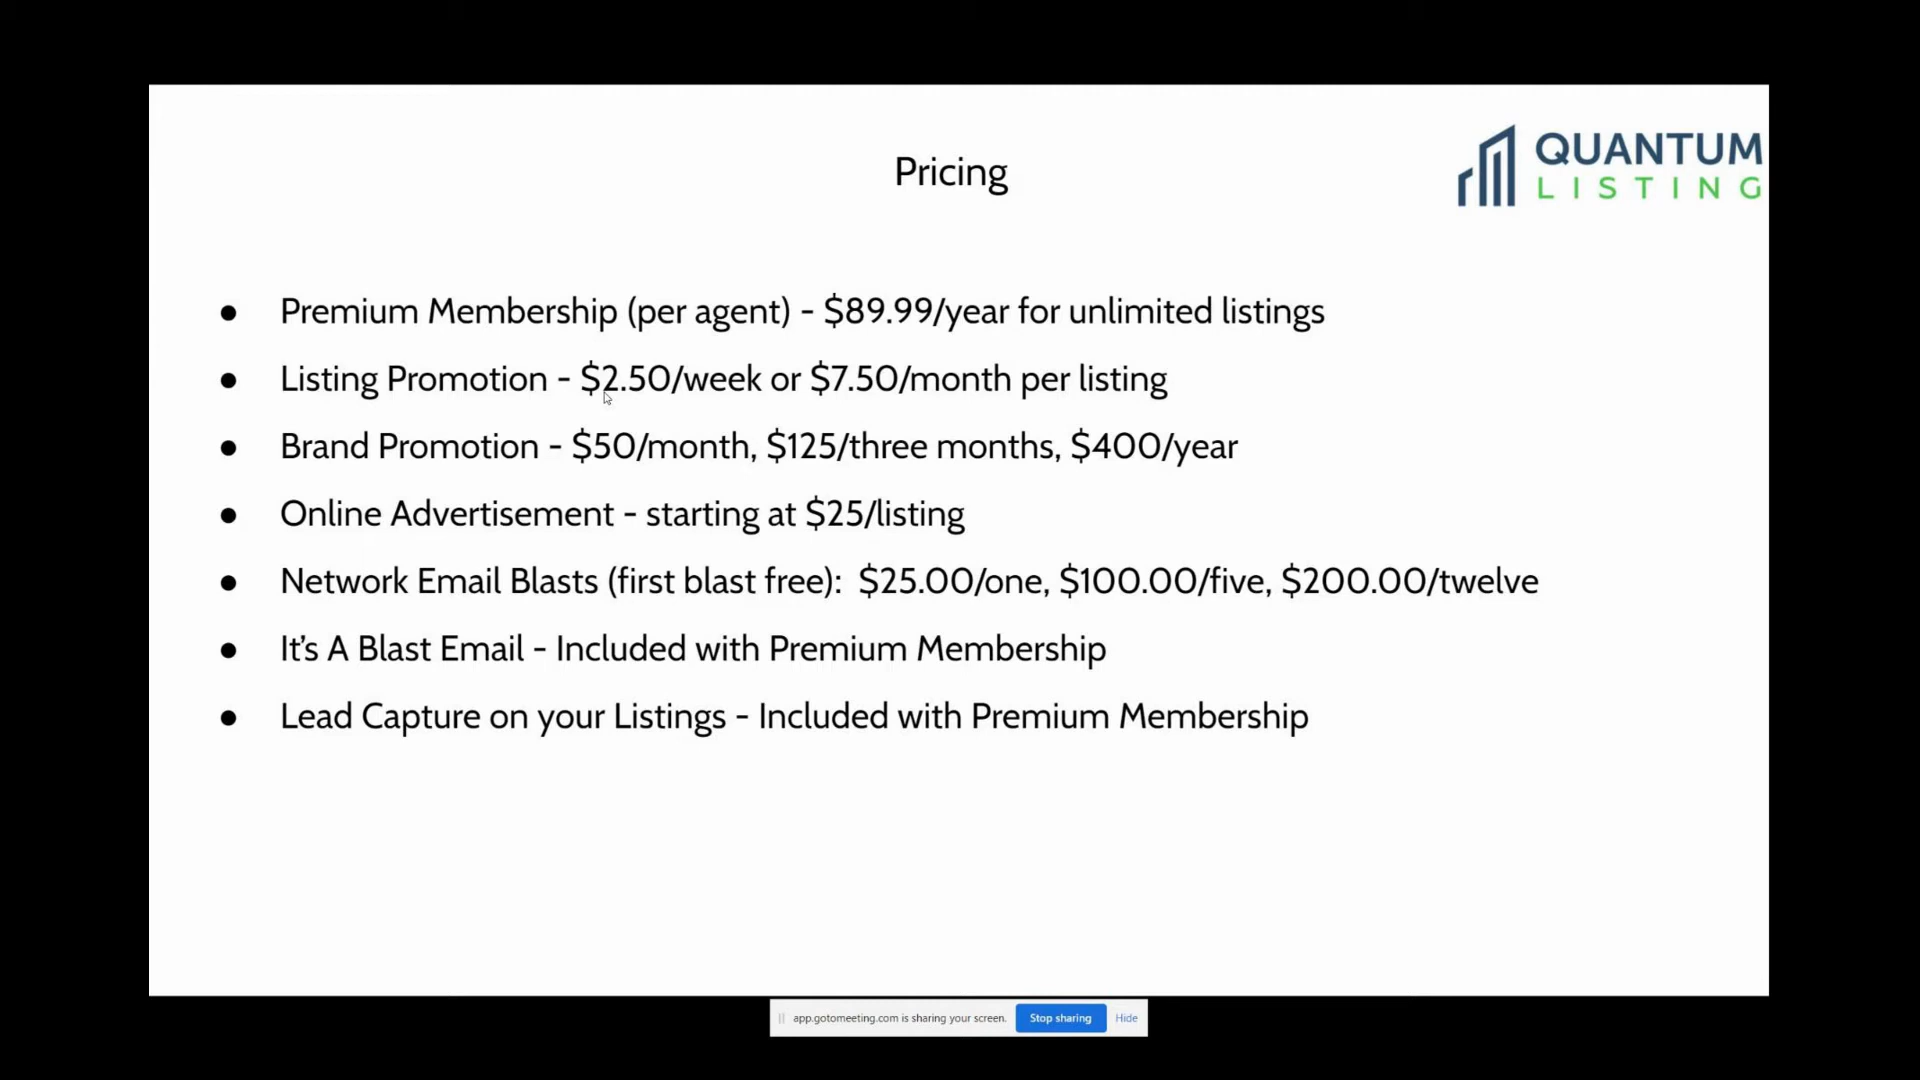 Pricing
QUANTUM
LISTING
● Premium Membership (per agent) - $89.99/year for unlimited listings
● Listing Promotion - $2.50/week or $7.50/month per listing
● Brand Promotion - $50/month, $125/three months, $400/year
● Online Advertisement - starting at $25/listing
● Network Email Blasts (first blast free):  $25.00/one, $100.00/five, $200.00/twelve
● It's A Blast Email - Included with Premium Membership
● Lead Capture on your Listings - Included with Premium Membership
app.gotomeeting.com is sharing your screen. Stop sharing Hide